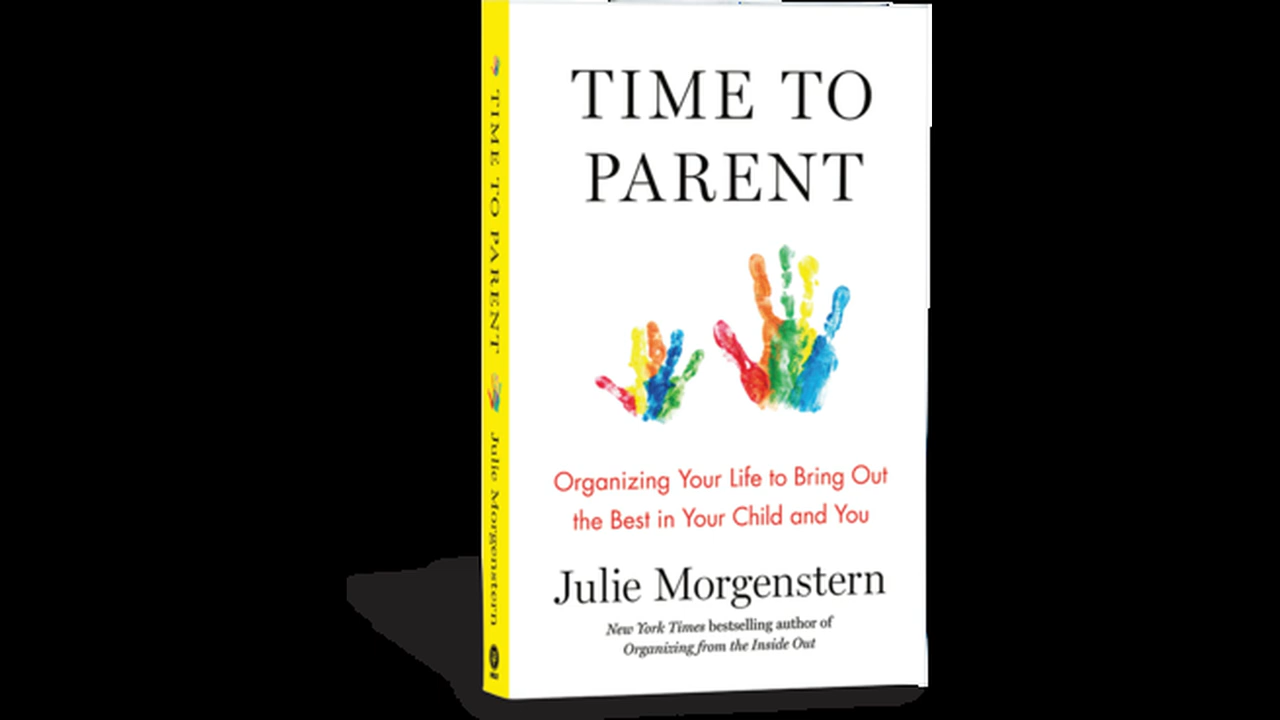 TIME TO PARENT Julie Morgenstern
TIME TO
PARENT
Organizing Your Life to Bring Out
the Best in Your Child and You
Julie Morgenstern
New York Times bestselling author of
Organizing from the Inside Out